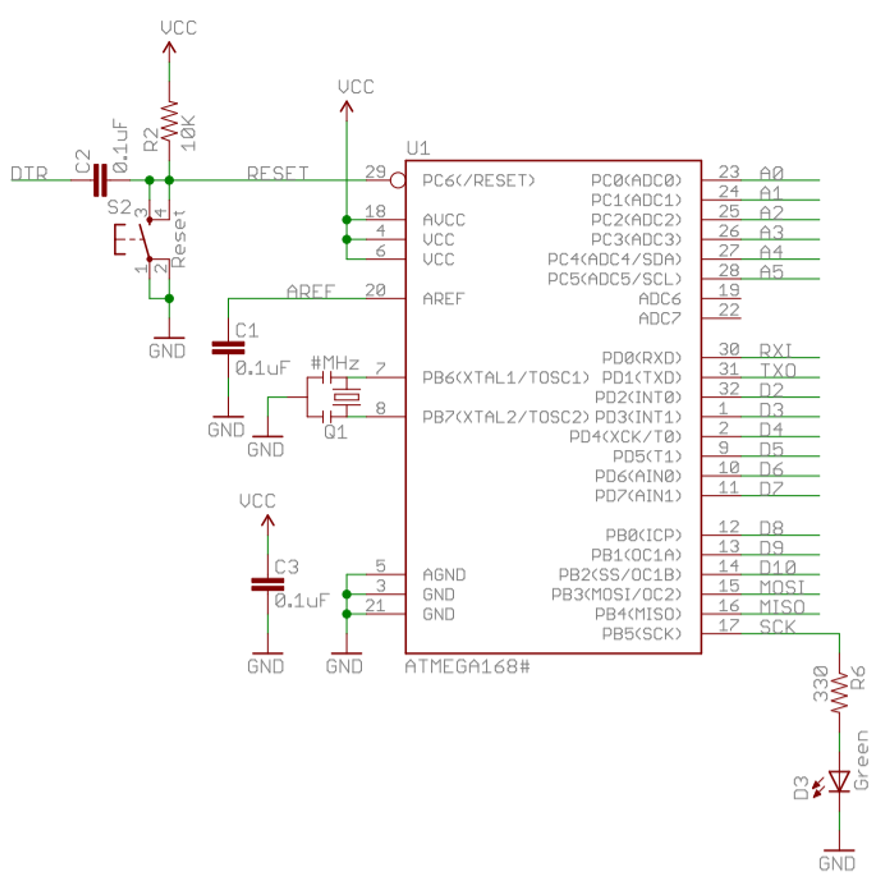 VCC
R2
10K
C2
0.1uF
DTR
RESET
S2
Reset
3
4
1
2
GND
VCC
U1
29
PC6(/RESET)
18
AVCC
4
VCC
6
VCC
AREF
20
AREF
C1
0.1uF
GND
#MHz
7
PB6(XTAL1/TOSC1)
8
PB7(XTAL2/TOSC2)
Q1
GND
VCC
C3
0.1uF
GND
5
AGND
3
GND
21
GND
GND
PC0(ADC0) 23 A0
PC1(ADC1) 24 A1
PC2(ADC2) 25 A2
PC3(ADC3) 26 A3
PC4(ADC4/SDA) 27 A4
PC5(ADC5/SCL) 28 A5
ADC6 19
ADC7 22
PD0(RXD) 30 RXI
PD1(TXD) 31 TXO
PD2(INT0) 32 D2
PD3(INT1) 1 D3
PD4(XCK/T0) 2 D4
PD5(T1) 9 D5
PD6(AIN0) 10 D6
PD7(AIN1) 11 D7
PB0(ICP) 12 D8
PB1(OC1A) 13 D9
PB2(SS/OC1B) 14 D10
PB3(MOSI/OC2) 15 MOSI
PB4(MISO) 16 MISO
PB5(SCK) 17 SCK
ATMEGA168#
330
R6
D3
Green
GND